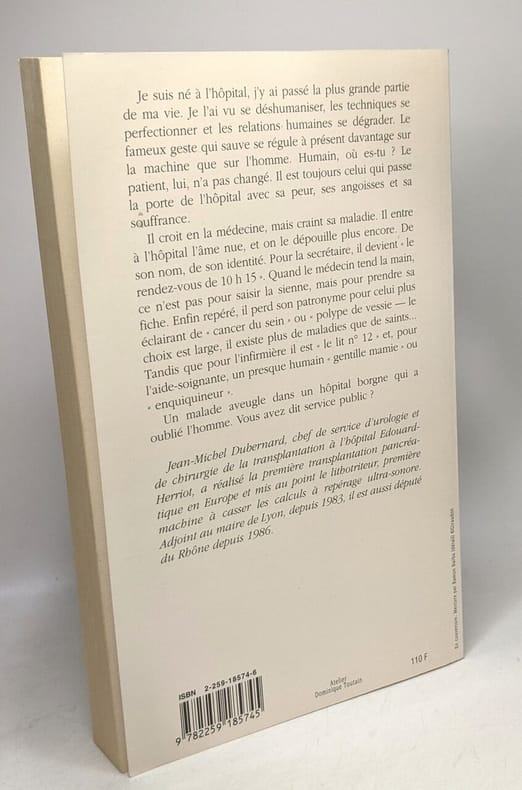 Je suis né à l'hôpital, j'y ai passé la plus grande partie
de ma vie. Je l'ai vu se déshumaniser, les techniques se
perfectionner et les relations humaines se dégrader. Le
fameux geste qui sauve se régule à présent davantage sur
la machine que sur l'homme. Humain, où es-tu ? Le
patient, lui, n'a pas changé. Il est toujours celui qui passe
la porte de l'hôpital avec sa peur, ses angoisses et sa
souffrance.
Il croit en la médecine, mais craint sa maladie. Il entre
à l'hôpital l'âme nue, et on le dépouille plus encore. De
son nom, de son identité. Pour la secrétaire, il devient « le
rendez-vous de 10 h 15 ». Quand le médecin tend la main,
ce n'est pas pour saisir la sienne, mais pour prendre sa
fiche. Enfin repéré, il perd son patronyme pour celui plus
éclairant de « cancer du sein » ou « polype de vessie — le
choix est large, il existe plus de maladies que de saints...
Tandis que pour l'infirmière il est « le lit n° 12 » et, pour
l'aide-soignante, un presque humain « gentille mamie » ou
« enquiquineur ».
Un malade aveugle dans un hôpital borgne qui a
oublié l'homme. Vous avez dit service public ?
Jean-Michel Dubernard, chef de service d'urologie et
de chirurgie de la transplantation à l'hôpital Edouard-
Herriot, a réalisé la première transplantation pancréa-
tique en Europe et mis au point le lithotriteur, première
machine à casser les calculs à repérage ultra-sonore.
Adjoint au maire de Lyon, depuis 1983, il est aussi député
du Rhône depuis 1986.
En couverture: Mercure par Ramon
110 F
Atelier
Dominique Toutain
ISBN 2-259-18574-6
9 782259 185745